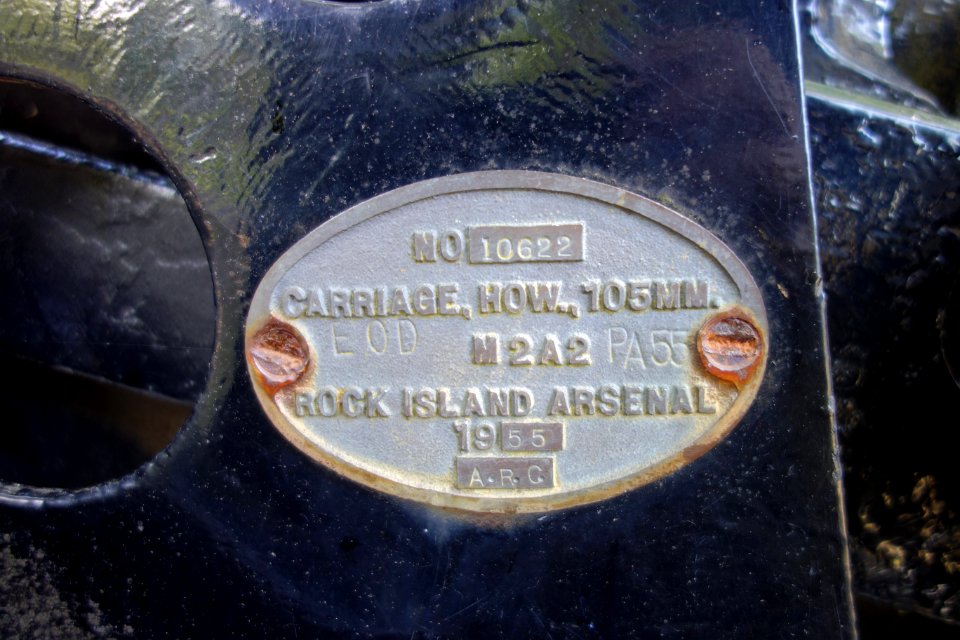 NO 10622
CARRIAGE, HOW., 105MM.
EOD M2A2 PA55
ROCK ISLAND ARSENAL
1955
A.R.C